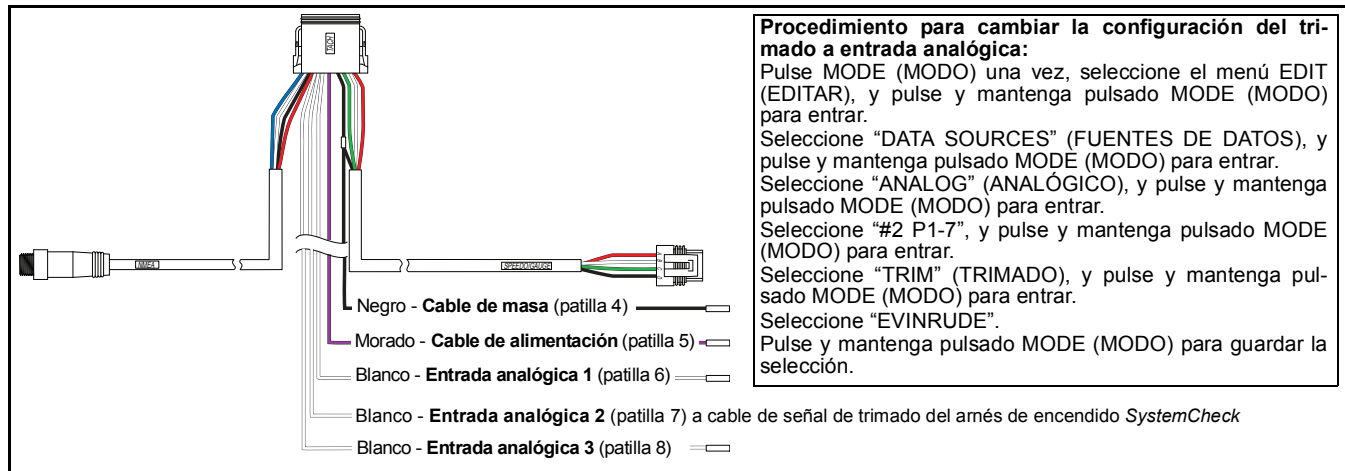 TACH
NMEA
SPEEDO/GAUGE
A
B
C
D
Negro - Cable de masa (patilla 4)
Morado - Cable de alimentación (patilla 5)
Blanco - Entrada analógica 1 (patilla 6)
Blanco - Entrada analógica 2 (patilla 7) a cable de señal de trimado del arnés de encendido SystemCheck
Blanco - Entrada analógica 3 (patilla 8)
Procedimiento para cambiar la configuración del tri-
mado a entrada analógica:
Pulse MODE (MODO) una vez, seleccione el menú EDIT
(EDITAR), y pulse y mantenga pulsado MODE (MODO)
para entrar.
Seleccione “DATA SOURCES” (FUENTES DE DATOS), y
pulse y mantenga pulsado MODE (MODO) para entrar.
Seleccione “ANALOG” (ANALÓGICO), y pulse y mantenga
pulsado MODE (MODO) para entrar.
Seleccione “#2 P1-7”, y pulse y mantenga pulsado MODE
(MODO) para entrar.
Seleccione “TRIM” (TRIMADO), y pulse y mantenga pul-
sado MODE (MODO) para entrar.
Seleccione “EVINRUDE”.
Pulse y mantenga pulsado MODE (MODO) para guardar la
selección.